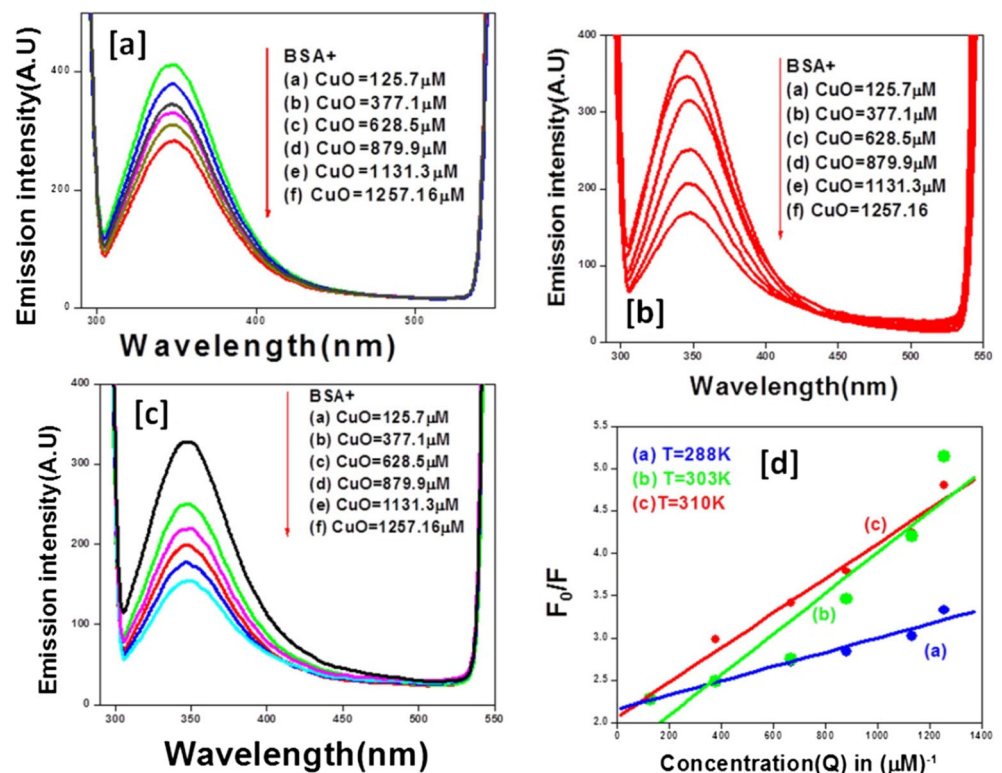 [a]
BSA+
(a) CuO=125.7μM
(b) CuO=377.1μM
(c) CuO=628.5μM
(d) CuO=879.9μM
(e) CuO=1131.3μM
(f) CuO=1257.16μM
Emission intensity(A.U)
400
200
0
300
400
500
Wavelength(nm)
[b]
BSA+
(a) CuO=125.7μM
(b) CuO=377.1μM
(c) CuO=628.5μM
(d) CuO=879.9μM
(e) CuO=1131.3μM
(f) CuO=1257.16
Emission intensity(A.U)
400
300
200
100
0
300
350
400
450
500
550
Wavelength(nm)
[c]
BSA+
(a) CuO=125.7μM
(b) CuO=377.1μM
(c) CuO=628.5μM
(d) CuO=879.9μM
(e) CuO=1131.3μM
(f) CuO=1257.16μM
Emission intensity(A.U)
400
300
200
100
0
300
350
400
450
500
550
Wavelength(nm)
[d]
(a) T=288K
(b) T=303K
(c)T=310K
(c)
(b)
(a)
F0/F
5.5
5.0
4.5
4.0
3.5
3.0
2.5
2.0
0
200
400
600
800
1000
1200
1400
Concentration(Q) in (μM)-1